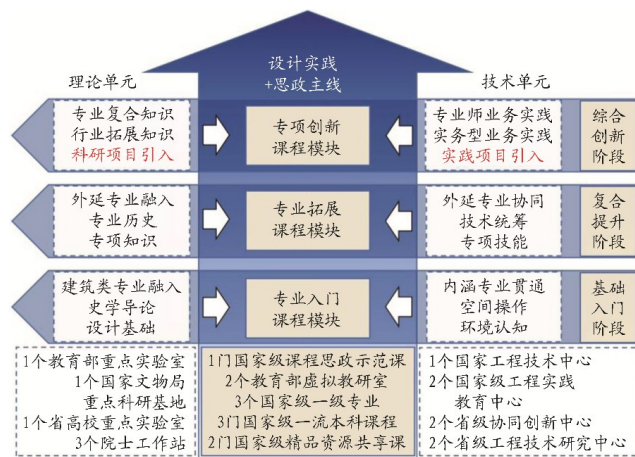 设计实践
+思政主线
理论单元
技术单元
专业复合知识
行业拓展知识
科研项目引入
专项创新
课程模块
专业师业务实践
实务型业务实践
实践项目引入
综合
创新
阶段
外延专业融入
专业历史
专项知识
专业拓展
课程模块
外延专业协同
技术统筹
专项技能
复合
提升
阶段
建筑类专业融入
史学导论
设计基础
专业入门
课程模块
内涵专业贯通
空间操作
环境认知
基础
入门
阶段
1个教育部重点实验室
1个国家文物局
重点科研基地
1个省高校重点实验室
3个院士工作站
1门国家级课程思政示范课
2个教育部虚拟教研室
3个国家级一级专业
3门国家级一流本科课程
2门国家级精品资源共享课
1个国家工程技术中心
2个国家级工程实践
教育中心
2个省级协同创新中心
2个省级工程技术研究中心